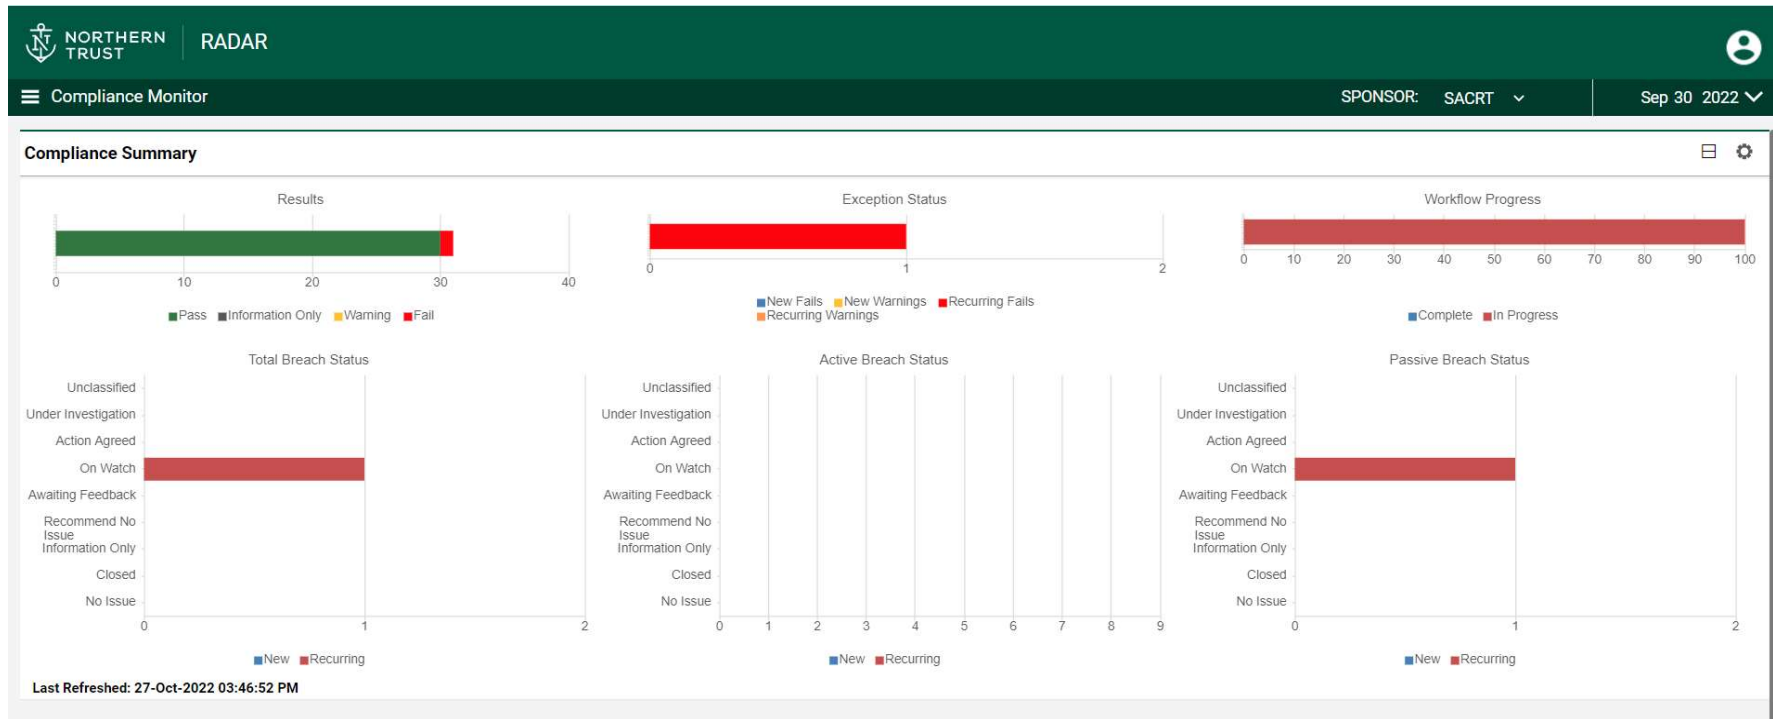 NORTHERN
TRUST
RADAR
Compliance Monitor
SPONSOR: SACRT
Sep 30 2022
Compliance Summary
Results
0 10 20 30 40
Pass Information Only Warning Fail
Exception Status
0 1 2
New Fails New Warnings Recurring Fails
Recurring Warnings
Workflow Progress
0 10 20 30 40 50 60 70 80 90 100
Complete In Progress
Total Breach Status
Unclassified
Under Investigation
Action Agreed
On Watch
Awaiting Feedback
Recommend No
Issue
Information Only
Closed
No Issue
0 1 2
New Recurring
Active Breach Status
Unclassified
Under Investigation
Action Agreed
On Watch
Awaiting Feedback
Recommend No
Issue
Information Only
Closed
No Issue
0 1 2 3 4 5 6 7 8 9
New Recurring
Passive Breach Status
Unclassified
Under Investigation
Action Agreed
On Watch
Awaiting Feedback
Recommend No
Issue
Information Only
Closed
No Issue
0 1 2
New Recurring
Last Refreshed: 27-Oct-2022 03:46:52 PM